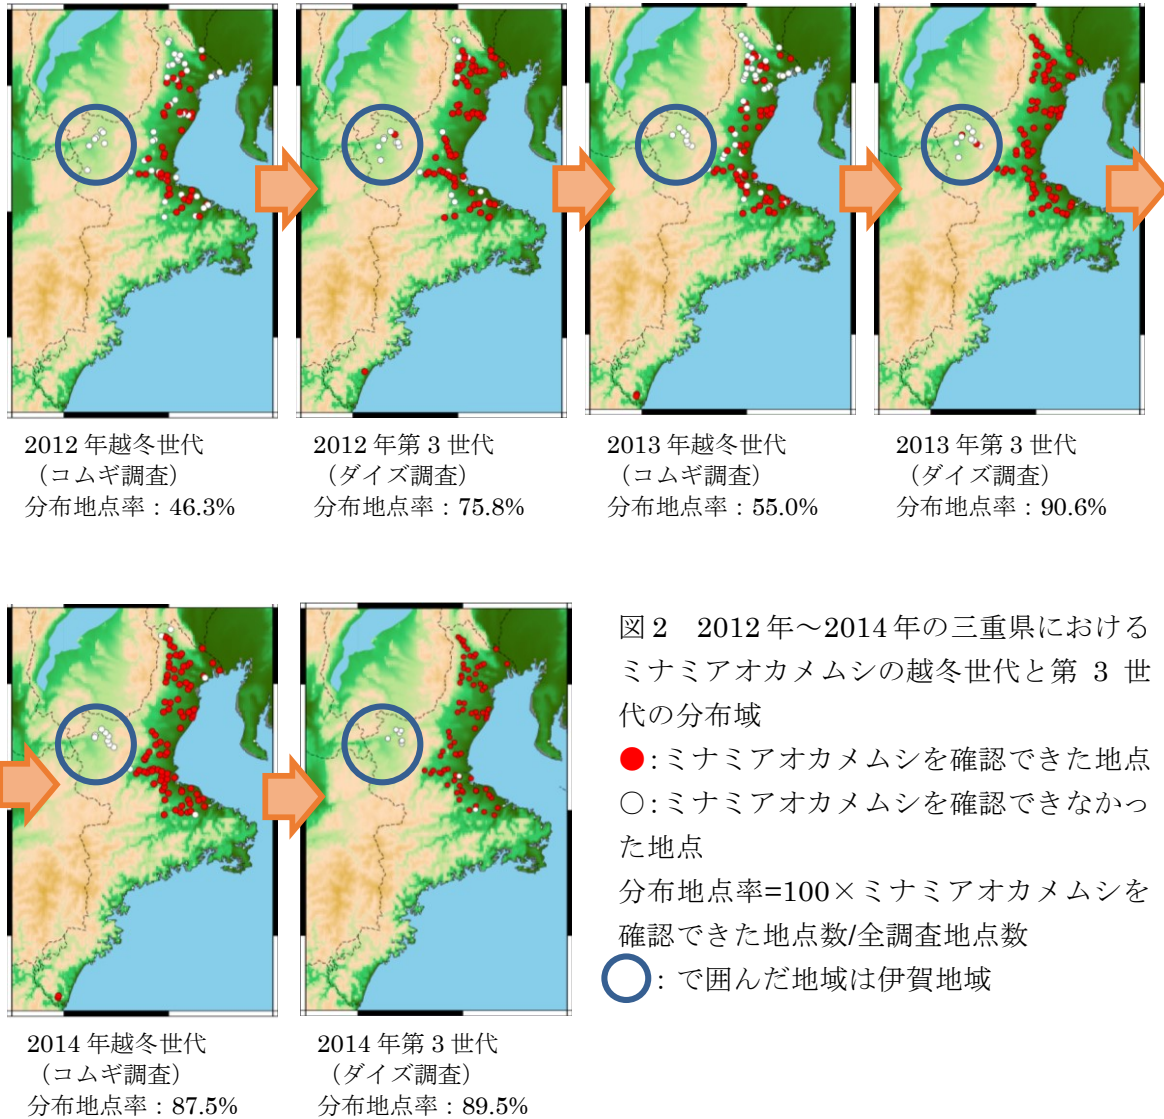 2012 年越冬世代
（コムギ調査）
分布地点率：46.3%
2012 年第 3 世代
（ダイズ調査）
分布地点率：75.8%
2013 年越冬世代
（コムギ調査）
分布地点率：55.0%
2013 年第 3 世代
（ダイズ調査）
分布地点率：90.6%
2014 年越冬世代
（コムギ調査）
分布地点率：87.5%
2014 年第 3 世代
（ダイズ調査）
分布地点率：89.5%
図 2　2012 年～2014 年の三重県における
ミナミアオカメムシの越冬世代と第 3 世
代の分布域
●：ミナミアオカメムシを確認できた地点
○：ミナミアオカメムシを確認できなかっ
た地点
分布地点率=100×ミナミアオカメムシを
確認できた地点数/全調査地点数
：で囲んだ地域は伊賀地域